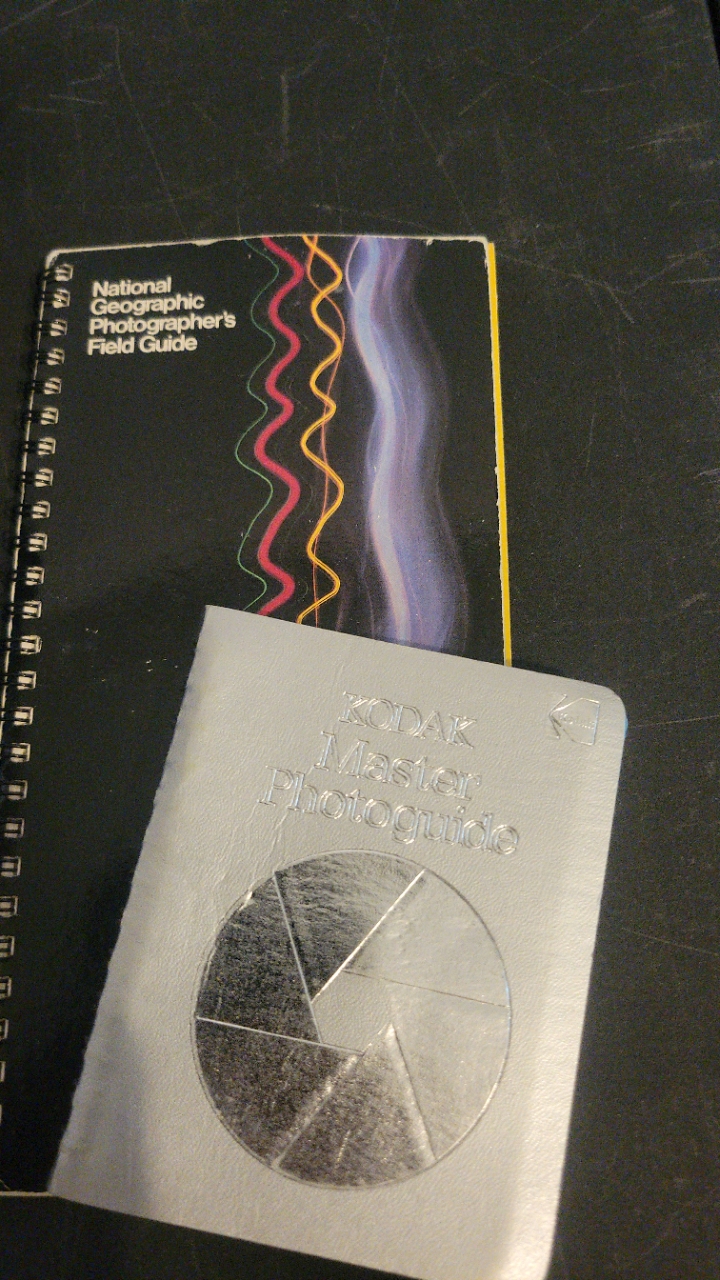 National
Geographic
Photographer's
Field Guide
KODAK
Master
Photoguide